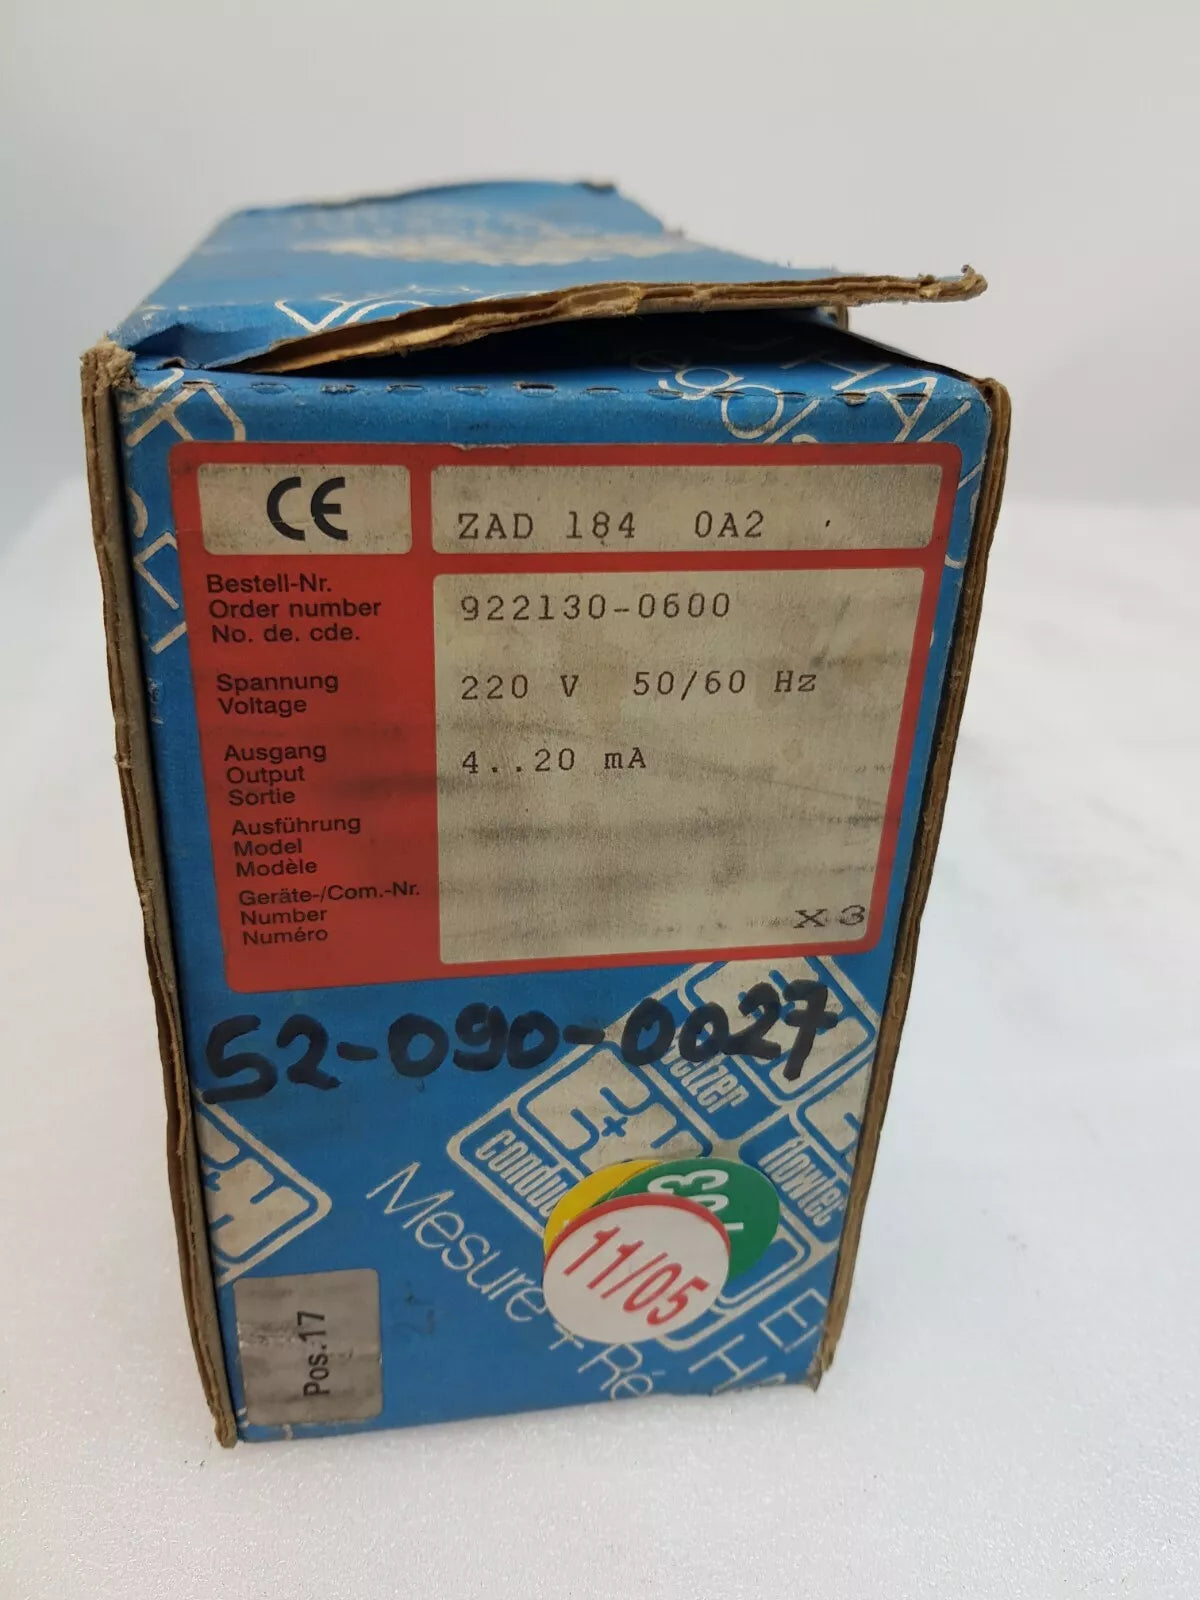 CE
ZAD 184 0A2
Bestell-Nr.
Order number
No. de. cde.
922130-0600
Spannung
Voltage
220 V 50/60 Hz
Ausgang
Output
Sortie
4..20 mA
Ausführung
Model
Modèle
Geräte-/Com.-Nr.
Number
Numéro
X3
52-090-0027
E+H
wetzer
E+H
flowtec
E+H
Mesure + Ré
11/05
Pos.17